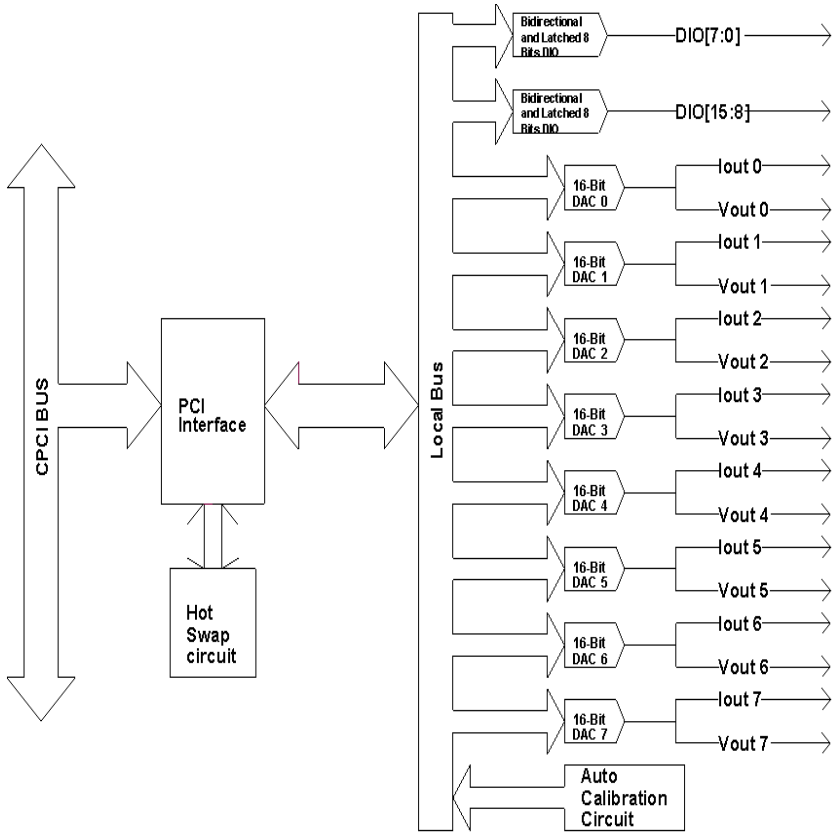 Bidirectional
and Latched 8
Bits DIO
DIO[7:0]
Bidirectional
and Latched 8
Bits DIO
DIO[15:8]
16-Bit
DAC 0
Iout 0
Vout 0
16-Bit
DAC 1
Iout 1
Vout 1
16-Bit
DAC 2
Iout 2
Vout 2
16-Bit
DAC 3
Iout 3
Vout 3
16-Bit
DAC 4
Iout 4
Vout 4
16-Bit
DAC 5
Iout 5
Vout 5
16-Bit
DAC 6
Iout 6
Vout 6
16-Bit
DAC 7
Iout 7
Vout 7
CPCI BUS
PCI
Interface
Local Bus
Hot
Swap
circuit
Auto
Calibration
Circuit